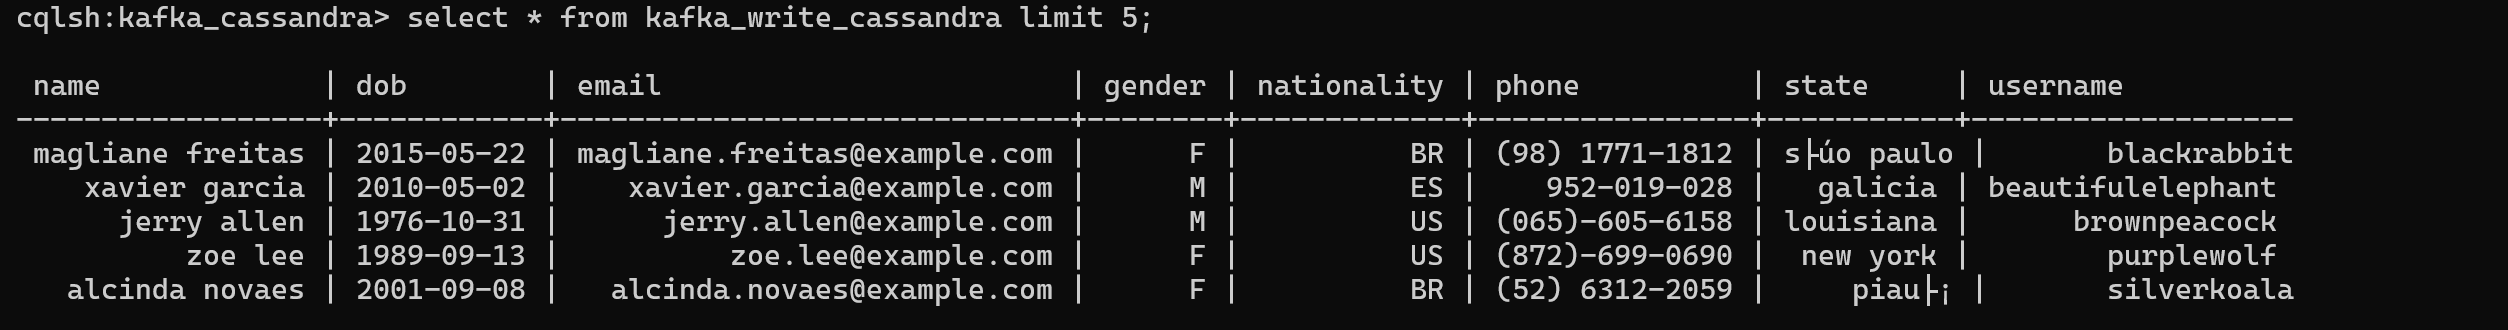 cqlsh:kafka_cassandra> select * from kafka_write_cassandra limit 5;
 name             | dob        | email                        | gender | nationality | phone          | state     | username
------------------+------------+------------------------------+--------+-------------+----------------+-----------+-------------------
 magliane freitas | 2015-05-22 | magliane.freitas@example.com |      F |          BR | (98) 1771-1812 | s├úo paulo |       blackrabbit
    xavier garcia | 2010-05-02 |    xavier.garcia@example.com |      M |          ES |    952-019-028 |   galicia | beautifulelephant
      jerry allen | 1976-10-31 |      jerry.allen@example.com |      M |          US | (065)-605-6158 | louisiana |      brownpeacock
          zoe lee | 1989-09-13 |          zoe.lee@example.com |      F |          US | (872)-699-0690 |  new york |        purplewolf
   alcinda novaes | 2001-09-08 |   alcinda.novaes@example.com |      F |          BR | (52) 6312-2059 |     piau├¡ |       silverkoala